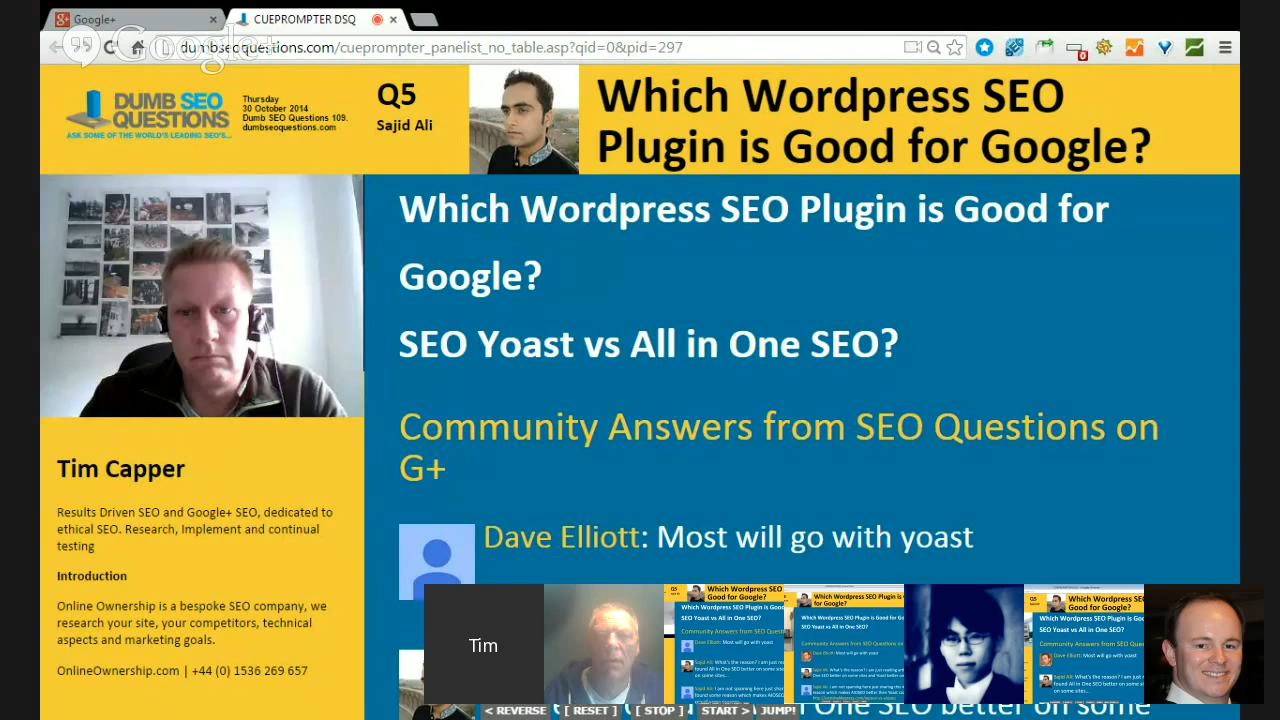 Google+
CUEPROMPTER DSQ
Google+
dumbseoquestions.com/cueprompter_panelist_no_table.asp?qid=0&pid=297
DUMB SEO
QUESTIONS
ASK SOME OF THE WORLD'S LEADING SEO'S...
Thursday
30 October 2014
Dumb SEO Questions 109.
dumbseoquestions.com
Q5
Sajid Ali
Which Wordpress SEO
Plugin is Good for Google?
Which Wordpress SEO Plugin is Good for
Google?
SEO Yoast vs All in One SEO?
Community Answers from SEO Questions on
G+
Dave Elliott: Most will go with yoast
Tim Capper
Results Driven SEO and Google+ SEO, dedicated to
ethical SEO. Research, Implement and continual
testing
Introduction
Online Ownership is a bespoke SEO company, we
research your site, your competitors, technical
aspects and marketing goals.
OnlineOwnership.com | +44 (0) 1536 269 657
Tim
One SEO better on some
< REVERSE [ RESET ] [ STOP ] START > JUMP!